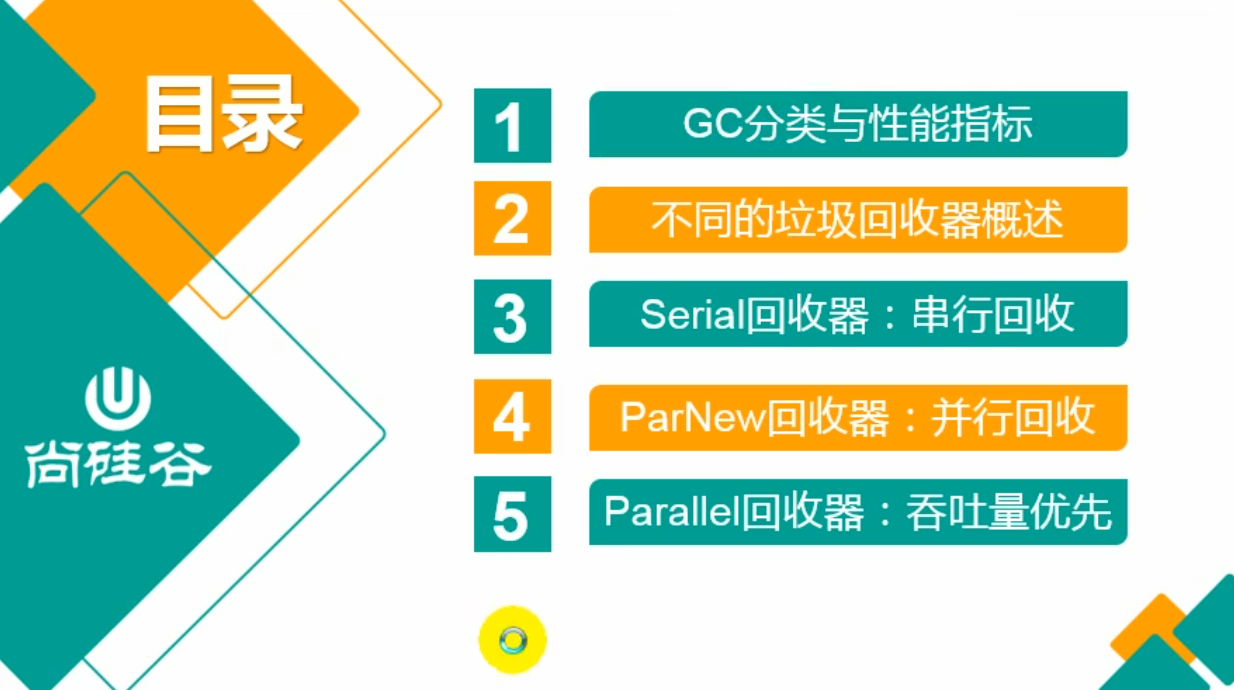 目录
1
GC分类与性能指标
2
不同的垃圾回收器概述
3
Serial回收器：串行回收
4
ParNew回收器：并行回收
5
Parallel回收器：吞吐量优先
尚硅谷